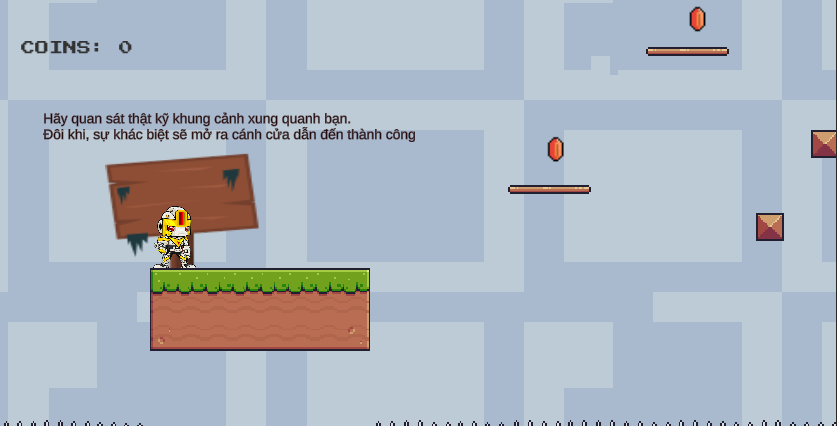 COINS: 0
Hãy quan sát thật kỹ khung cảnh xung quanh bạn.
Đôi khi, sự khác biệt sẽ mở ra cánh cửa dẫn đến thành công